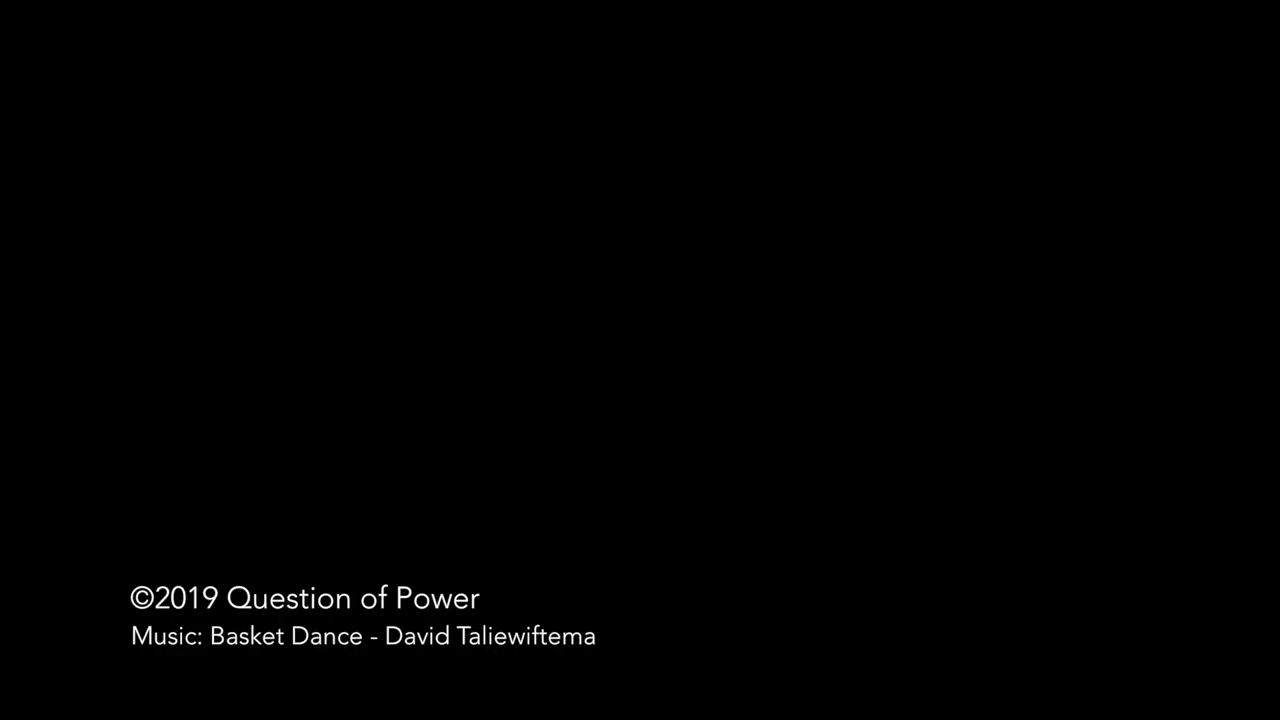 ©2019 Question of Power
Music: Basket Dance - David Taliewiftema